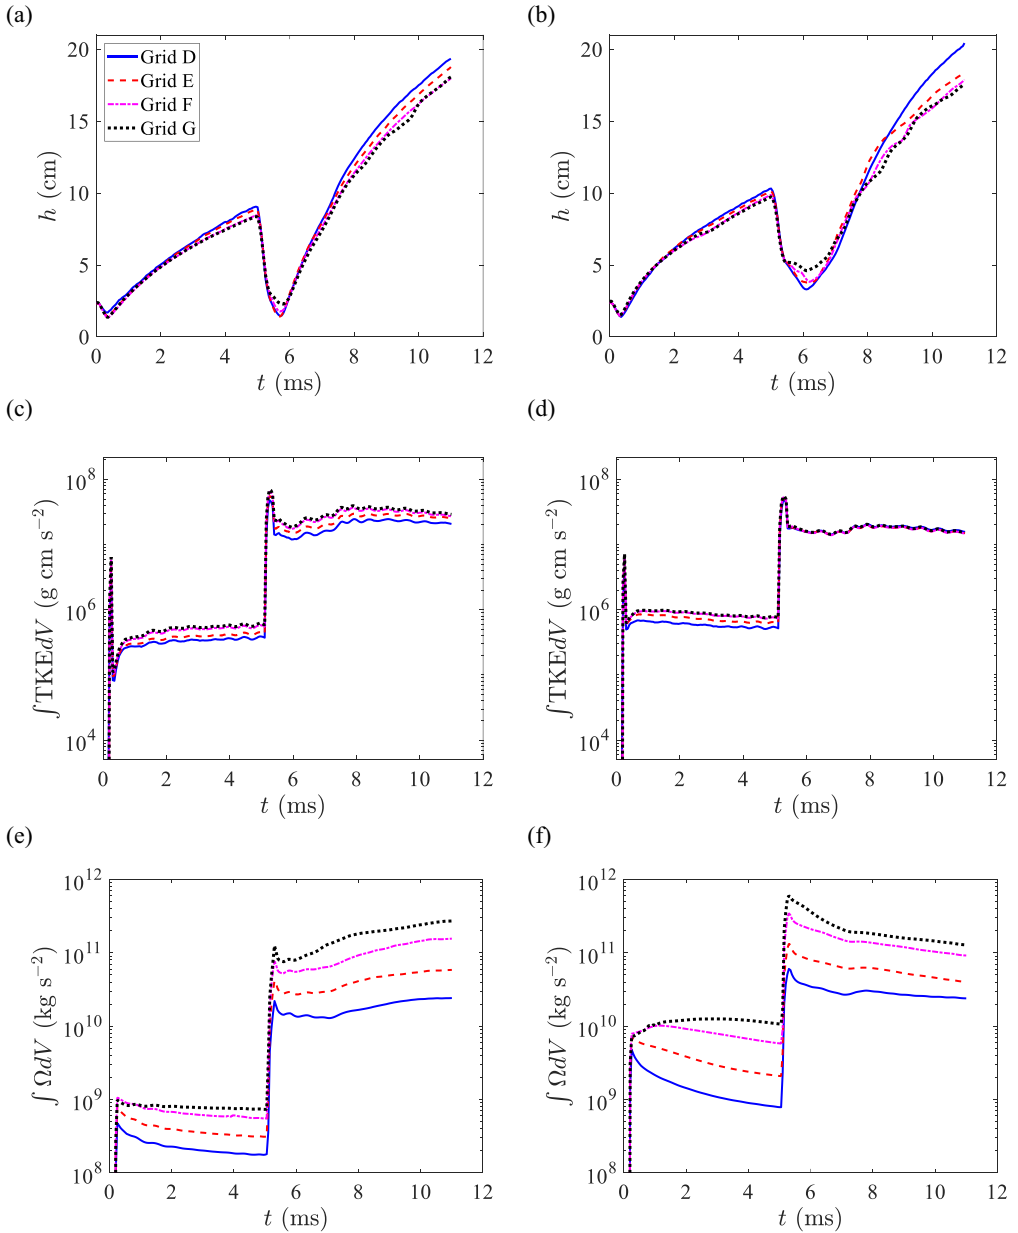 (a)
(b)
20
15
10
5
0
h (cm)
0 2 4 6 8 10 12
t (ms)
Grid D
Grid E
Grid F
Grid G
20
15
10
5
0
h (cm)
0 2 4 6 8 10 12
t (ms)
(c)
(d)
10^8
10^6
10^4
∫TKEdV (g cm s^−2)
0 2 4 6 8 10 12
t (ms)
10^8
10^6
10^4
∫TKEdV (g cm s^−2)
0 2 4 6 8 10 12
t (ms)
(e)
(f)
10^12
10^11
10^10
10^9
10^8
∫ΩdV (kg s^−2)
0 2 4 6 8 10 12
t (ms)
10^12
10^11
10^10
10^9
10^8
∫ΩdV (kg s^−2)
0 2 4 6 8 10 12
t (ms)